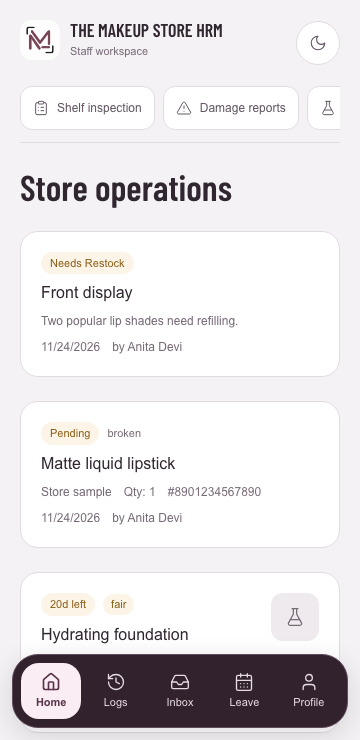 THE MAKEUP STORE HRM
Staff workspace
Shelf inspection
Damage reports
Store operations
Needs Restock
Front display
Two popular lip shades need refilling.
11/24/2026 by Anita Devi
Pending broken
Matte liquid lipstick
Store sample Qty: 1 #8901234567890
11/24/2026 by Anita Devi
20d left fair
Hydrating foundation
Home Logs Inbox Leave Profile